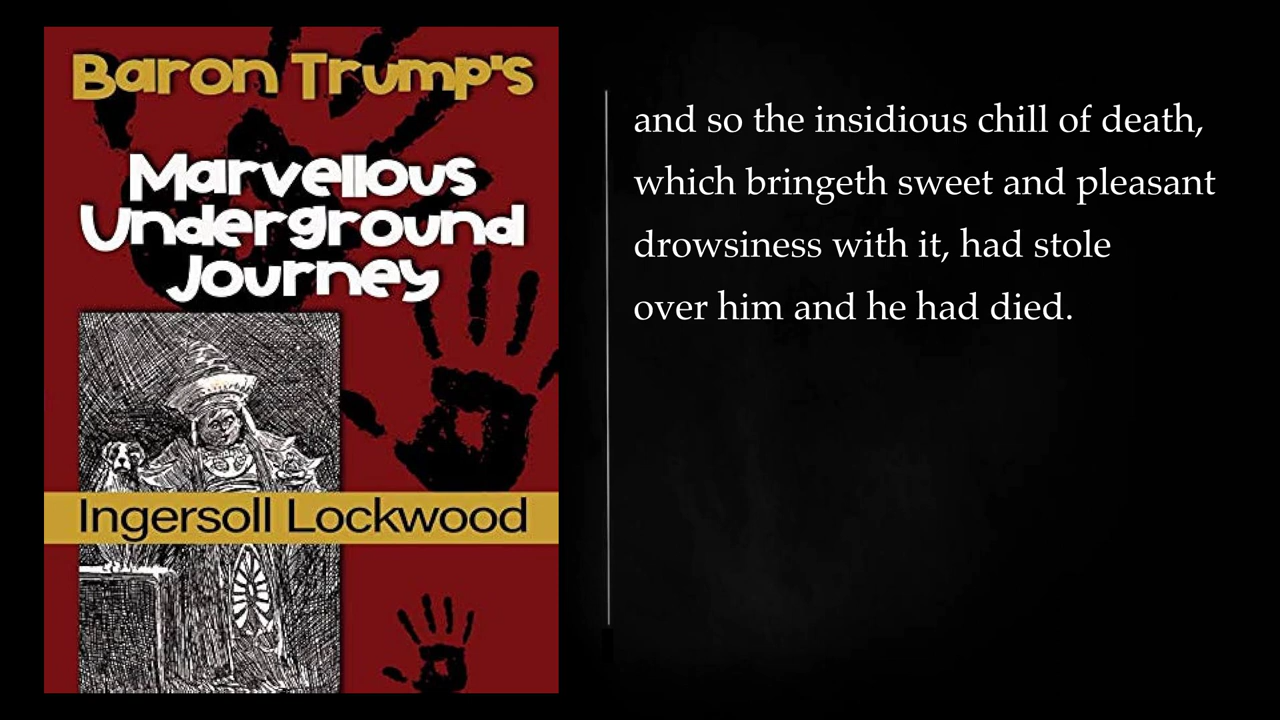 Baron Trump's
Marvellous
Underground
Journey
Ingersoll Lockwood
and so the insidious chill of death,
which bringeth sweet and pleasant
drowsiness with it, had stole
over him and he had died.